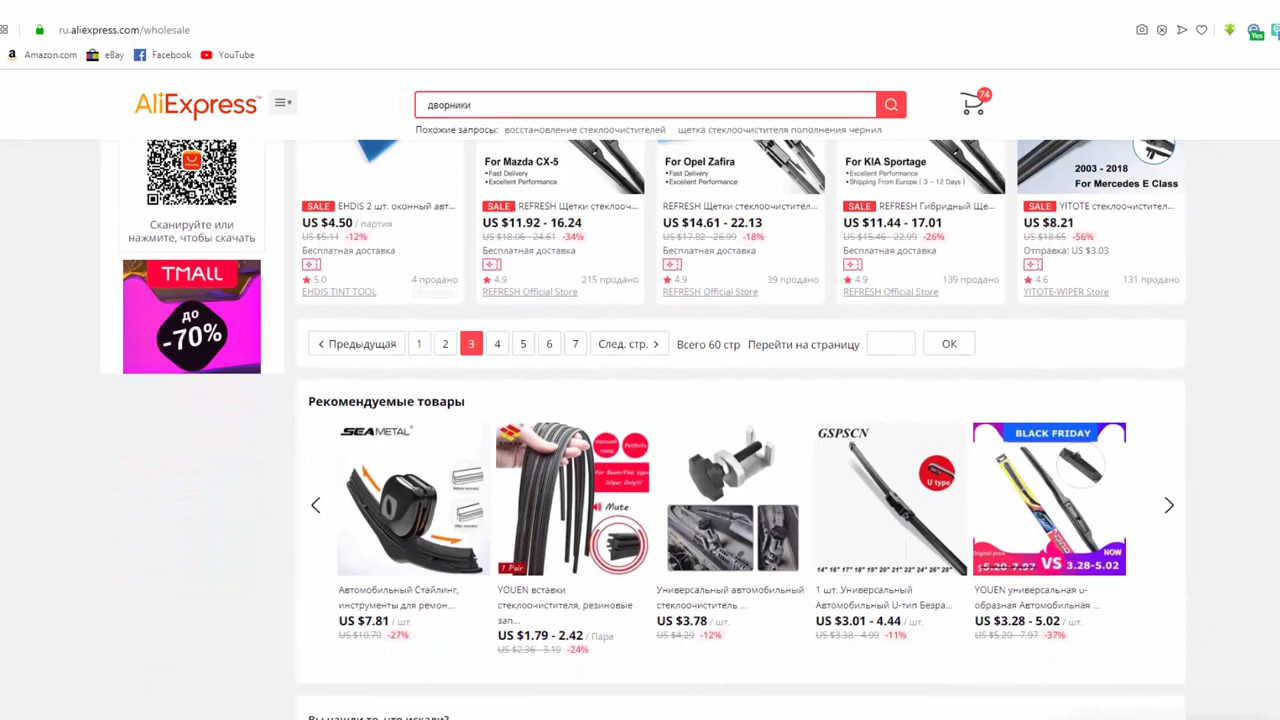 ru.aliexpress.com/wholesale
Yes
a Amazon.com eBay Facebook YouTube
AliExpress
дворники
74
Похожие запросы: восстановление стеклоочистителей щетка стеклоочистителя пополнения чернил
Сканируйте или
нажмите, чтобы скачать
TMALL
до
-70%
SALE EHDIS 2 шт. оконный авт...
US $4.50 / партия
US $5.11 -12%
Бесплатная доставка
5.0 4 продано
EHDIS TINT TOOL
For Mazda CX-5
•Fast Delivery
•Excellent Performance
SALE REFRESH Щетки стеклооч...
US $11.92 - 16.24
US $18.06 - 24.61 -34%
Бесплатная доставка
4.9 215 продано
REFRESH Official Store
For Opel Zafira
•Fast Delivery
•Excellent Performance
REFRESH Щетки стеклоочистител...
US $14.61 - 22.13
US $17.82 - 26.99 -18%
Бесплатная доставка
4.9 39 продано
REFRESH Official Store
For KIA Sportage
•Excellent Performance
•Shipping From Europe ( 3 ~ 12 Days )
SALE REFRESH Гибридный Ще...
US $11.44 - 17.01
US $15.46 - 22.99 -26%
Бесплатная доставка
4.9 139 продано
REFRESH Official Store
2003 - 2018
For Mercedes E Class
SALE YITOTE стеклоочистител...
US $8.21
US $18.65 -56%
Отправка: US $3.03
4.6 131 продано
YITOTE-WIPER Store
Предыдущая 1 2 3 4 5 6 7 След. стр. Всего 60 стр Перейти на страницу ОК
Рекомендуемые товары
SEAMETAL
Автомобильный Стайлинг,
инструменты для ремон...
US $7.81 / шт.
US $10.70 -27%
Perfecto
Mute
1 Pair
YOUEN вставки
стеклоочистителя, резиновые
зап...
US $1.79 - 2.42 / Пара
US $2.36 - 3.19 -24%
Универсальный автомобильный
стеклоочиститель ...
US $3.78 / шт.
US $4.29 -12%
GSPSCN
U type
14" 16" 17" 18" 19" 20" 21" 22" 24" 26" 28"
1 шт. Универсальный
Автомобильный U-тип Безра...
US $3.01 - 4.44 / шт.
US $3.38 - 4.99 -11%
BLACK FRIDAY
Original price
$5.20-7.97 VS NOW 3.28-5.02
YOUEN универсальная u-
образная Автомобильная ...
US $3.28 - 5.02 / шт.
US $5.20 - 7.97 -37%
Вы нашли то, что искали?